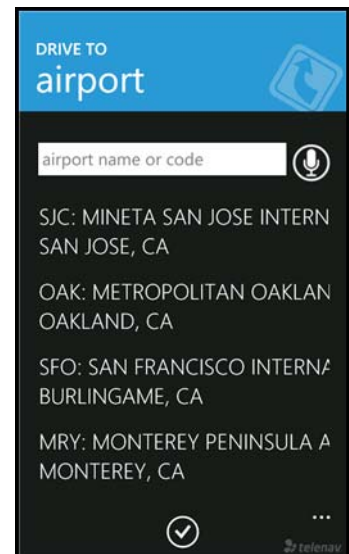 DRIVE TO
airport
airport name or code
SJC: MINETA SAN JOSE INTERN
SAN JOSE, CA
OAK: METROPOLITAN OAKLAN
OAKLAND, CA
SFO: SAN FRANCISCO INTERNA
BURLINGAME, CA
MRY: MONTEREY PENINSULA A
MONTEREY, CA
...
telenav